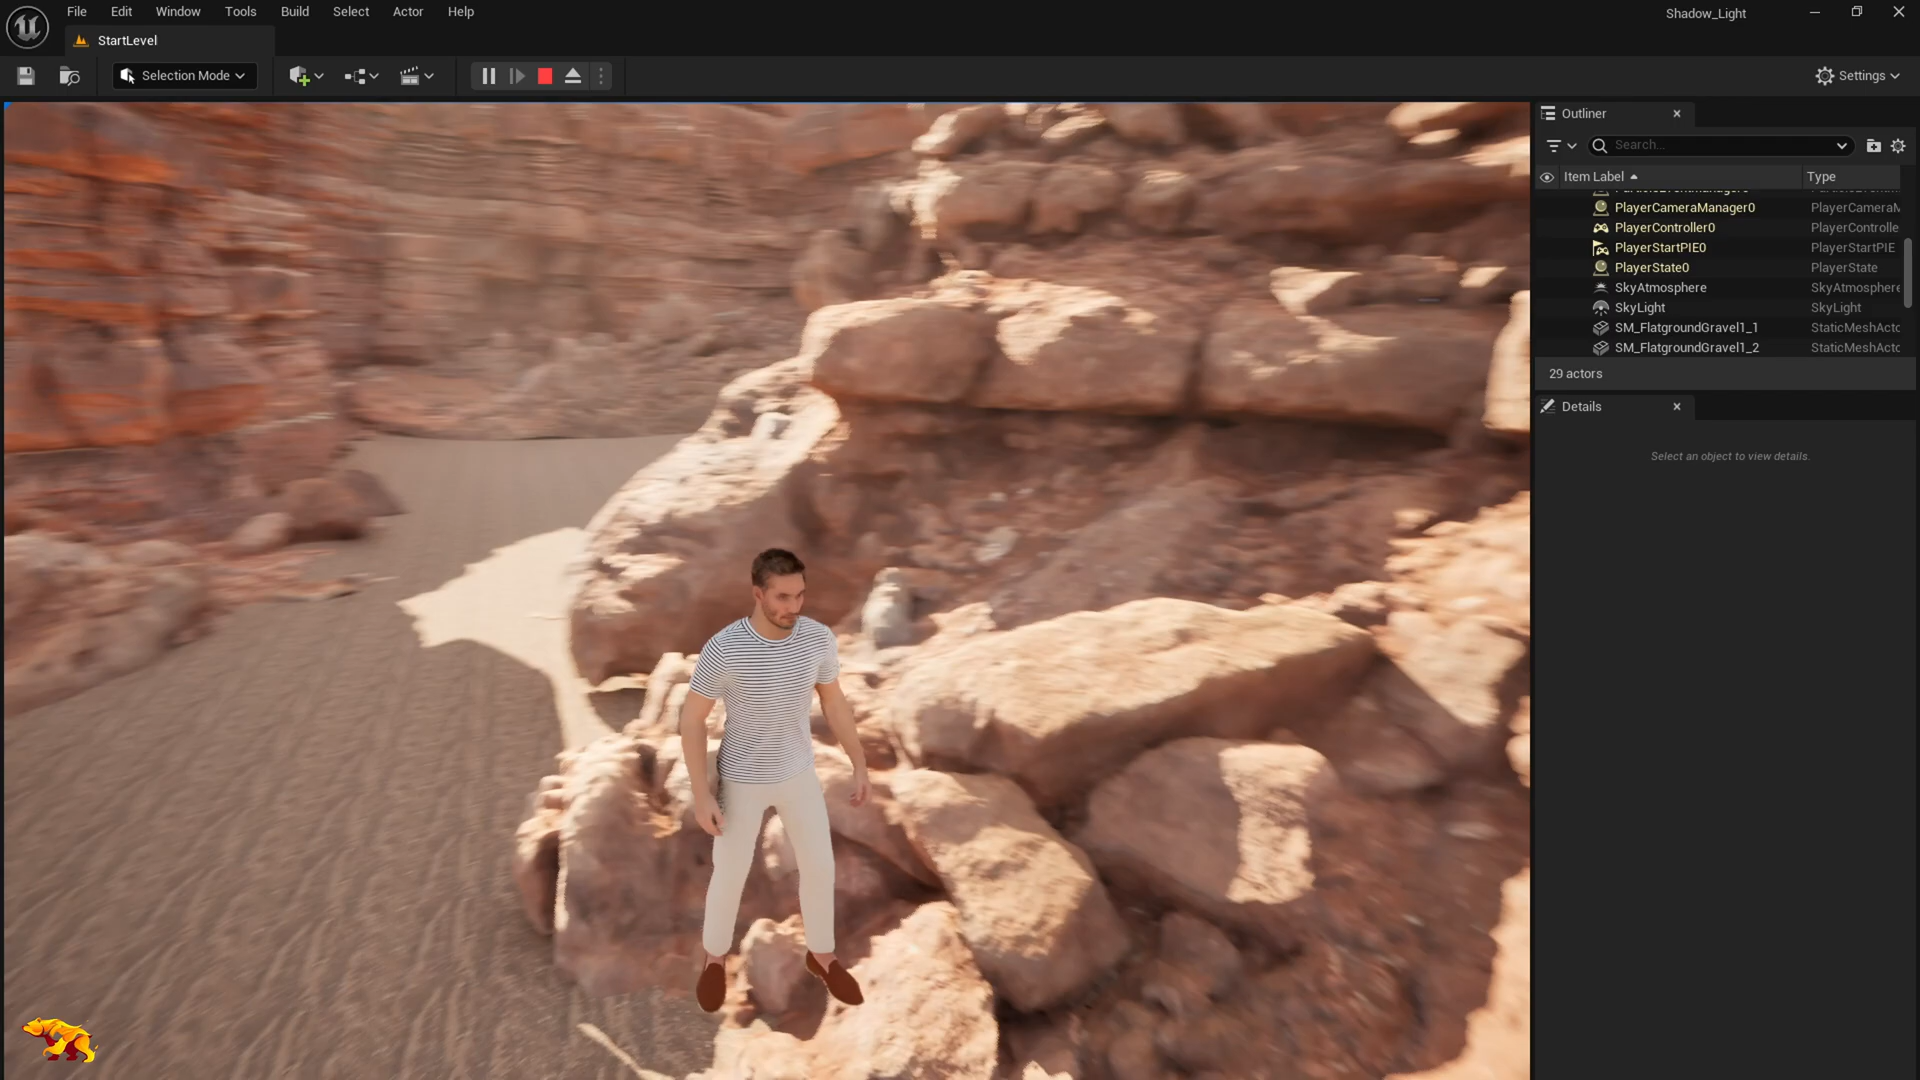 File Edit Window Tools Build Select Actor Help
Shadow_Light
StartLevel
Selection Mode
Settings
Outliner
Search...
Item Label Type
PlayerCameraManager0 PlayerCameraM
PlayerController0 PlayerControlle
PlayerStartPIE0 PlayerStartPIE
PlayerState0 PlayerState
SkyAtmosphere SkyAtmosphere
SkyLight SkyLight
SM_FlatgroundGravel1_1 StaticMeshActo
SM_FlatgroundGravel1_2 StaticMeshActo
29 actors
Details
Select an object to view details.